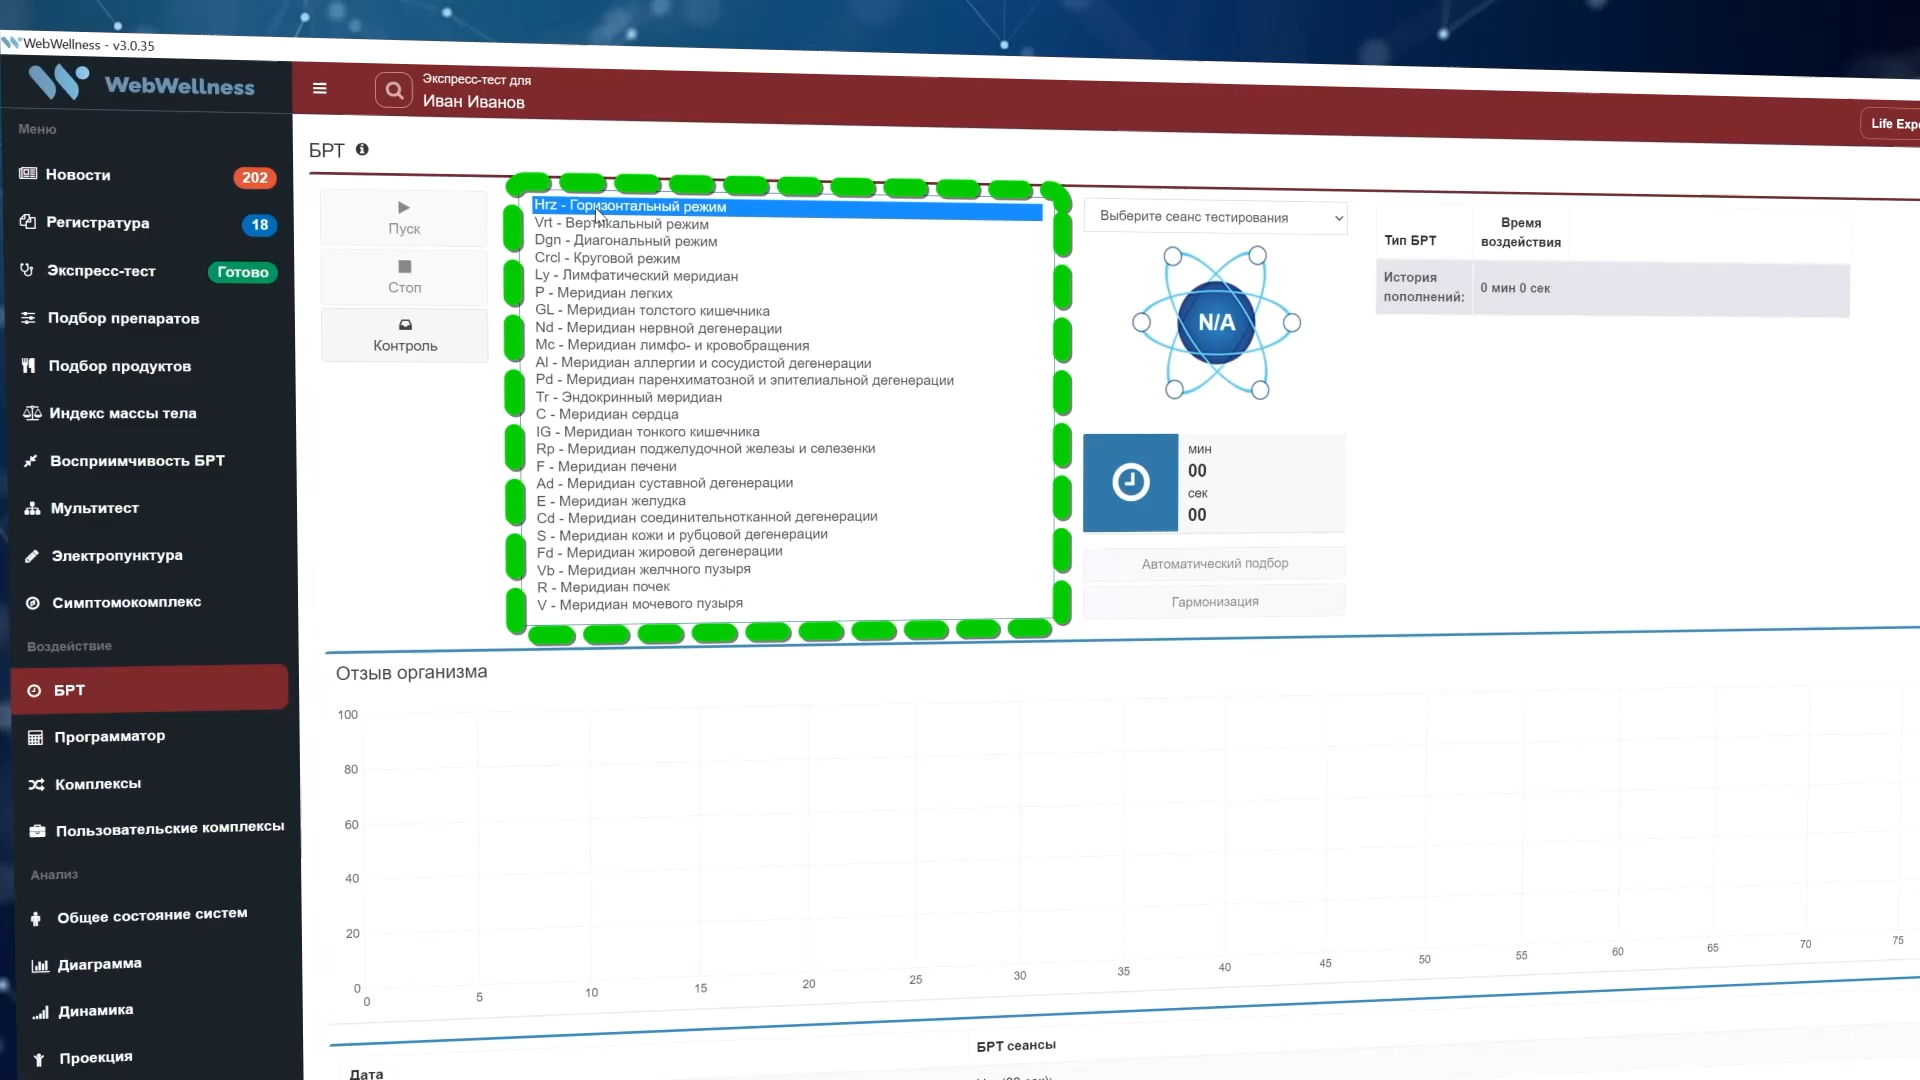 WebWellness - v3.0.35
WebWellness
Экспресс-тест для
Иван Иванов
Life Expe
Меню
Новости
202
Регистратура
18
Экспресс-тест
Готово
Подбор препаратов
Подбор продуктов
Индекс массы тела
Восприимчивость БРТ
Мультитест
Электропунктура
Симптомокомплекс
Воздействие
БРТ
Программатор
Комплексы
Пользовательские комплексы
Анализ
Общее состояние систем
Диаграмма
Динамика
Проекция
БРТ
Пуск
Стоп
Контроль
Hrz - Горизонтальный режим
Vrt - Вертикальный режим
Dgn - Диагональный режим
Crcl - Круговой режим
Ly - Лимфатический меридиан
P - Меридиан легких
GL - Меридиан толстого кишечника
Nd - Меридиан нервной дегенерации
Mc - Меридиан лимфо- и кровобращения
Al - Меридиан аллергии и сосудистой дегенерации
Pd - Меридиан паренхиматозной и эпителиальной дегенерации
Tr - Эндокринный меридиан
C - Меридиан сердца
IG - Меридиан тонкого кишечника
Rp - Меридиан поджелудочной железы и селезенки
F - Меридиан печени
Ad - Меридиан суставной дегенерации
E - Меридиан желудка
Cd - Меридиан соединительнотканной дегенерации
S - Меридиан кожи и рубцовой дегенерации
Fd - Меридиан жировой дегенерации
Vb - Меридиан желчного пузыря
R - Меридиан почек
V - Меридиан мочевого пузыря
Выберите сеанс тестирования
N/A
мин
00
сек
00
Автоматический подбор
Гармонизация
Тип БРТ
Время
воздействия
История
пополнений:
0 мин 0 сек
Отзыв организма
100
80
60
40
20
0
0 5 10 15 20 25 30 35 40 45 50 55 60 65 70 75
БРТ сеансы
Дата